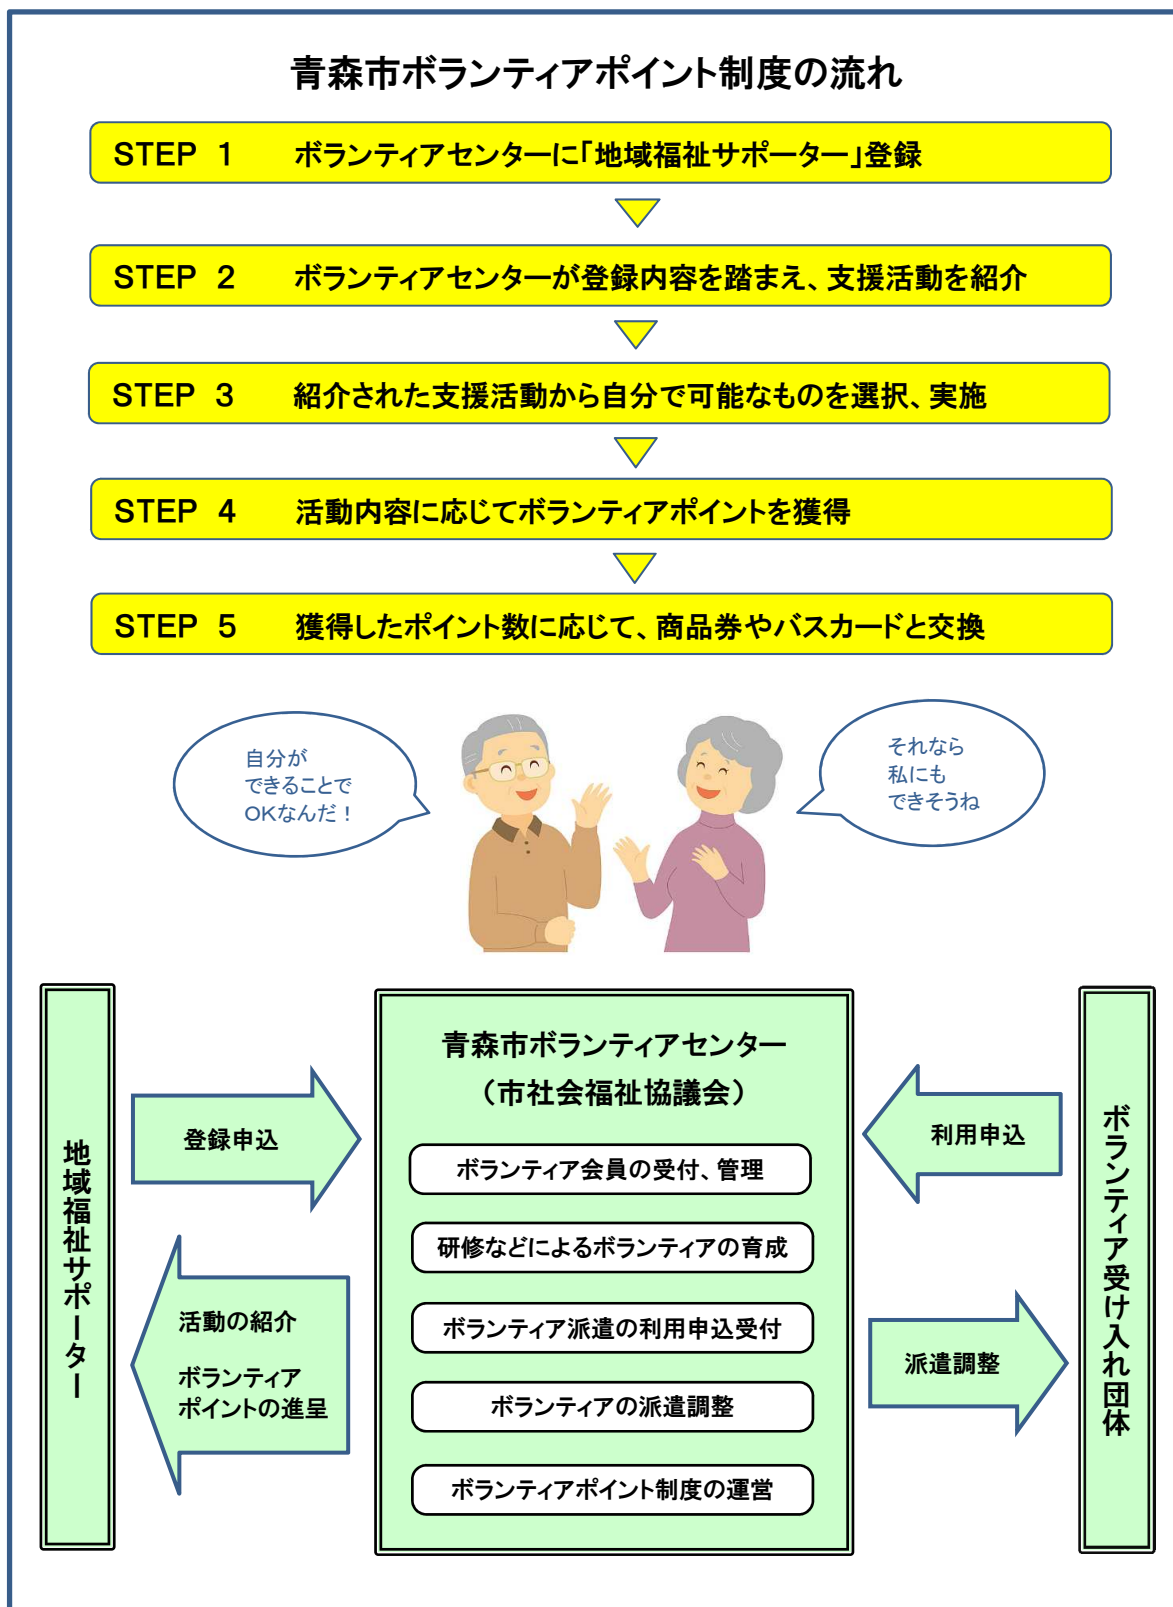 青森市ボランティアポイント制度の流れ
STEP 1 ボランティアセンターに「地域福祉サポーター」登録
STEP 2 ボランティアセンターが登録内容を踏まえ、支援活動を紹介
STEP 3 紹介された支援活動から自分で可能なものを選択、実施
STEP 4 活動内容に応じてボランティアポイントを獲得
STEP 5 獲得したポイント数に応じて、商品券やバスカードと交換
自分が
できることで
OKなんだ！
それなら
私にも
できそうね
地域福祉サポーター
登録申込
活動の紹介
ボランティア
ポイントの進呈
青森市ボランティアセンター
（市社会福祉協議会）
ボランティア会員の受付、管理
研修などによるボランティアの育成
ボランティア派遣の利用申込受付
ボランティアの派遣調整
ボランティアポイント制度の運営
利用申込
派遣調整
ボランティア受け入れ団体